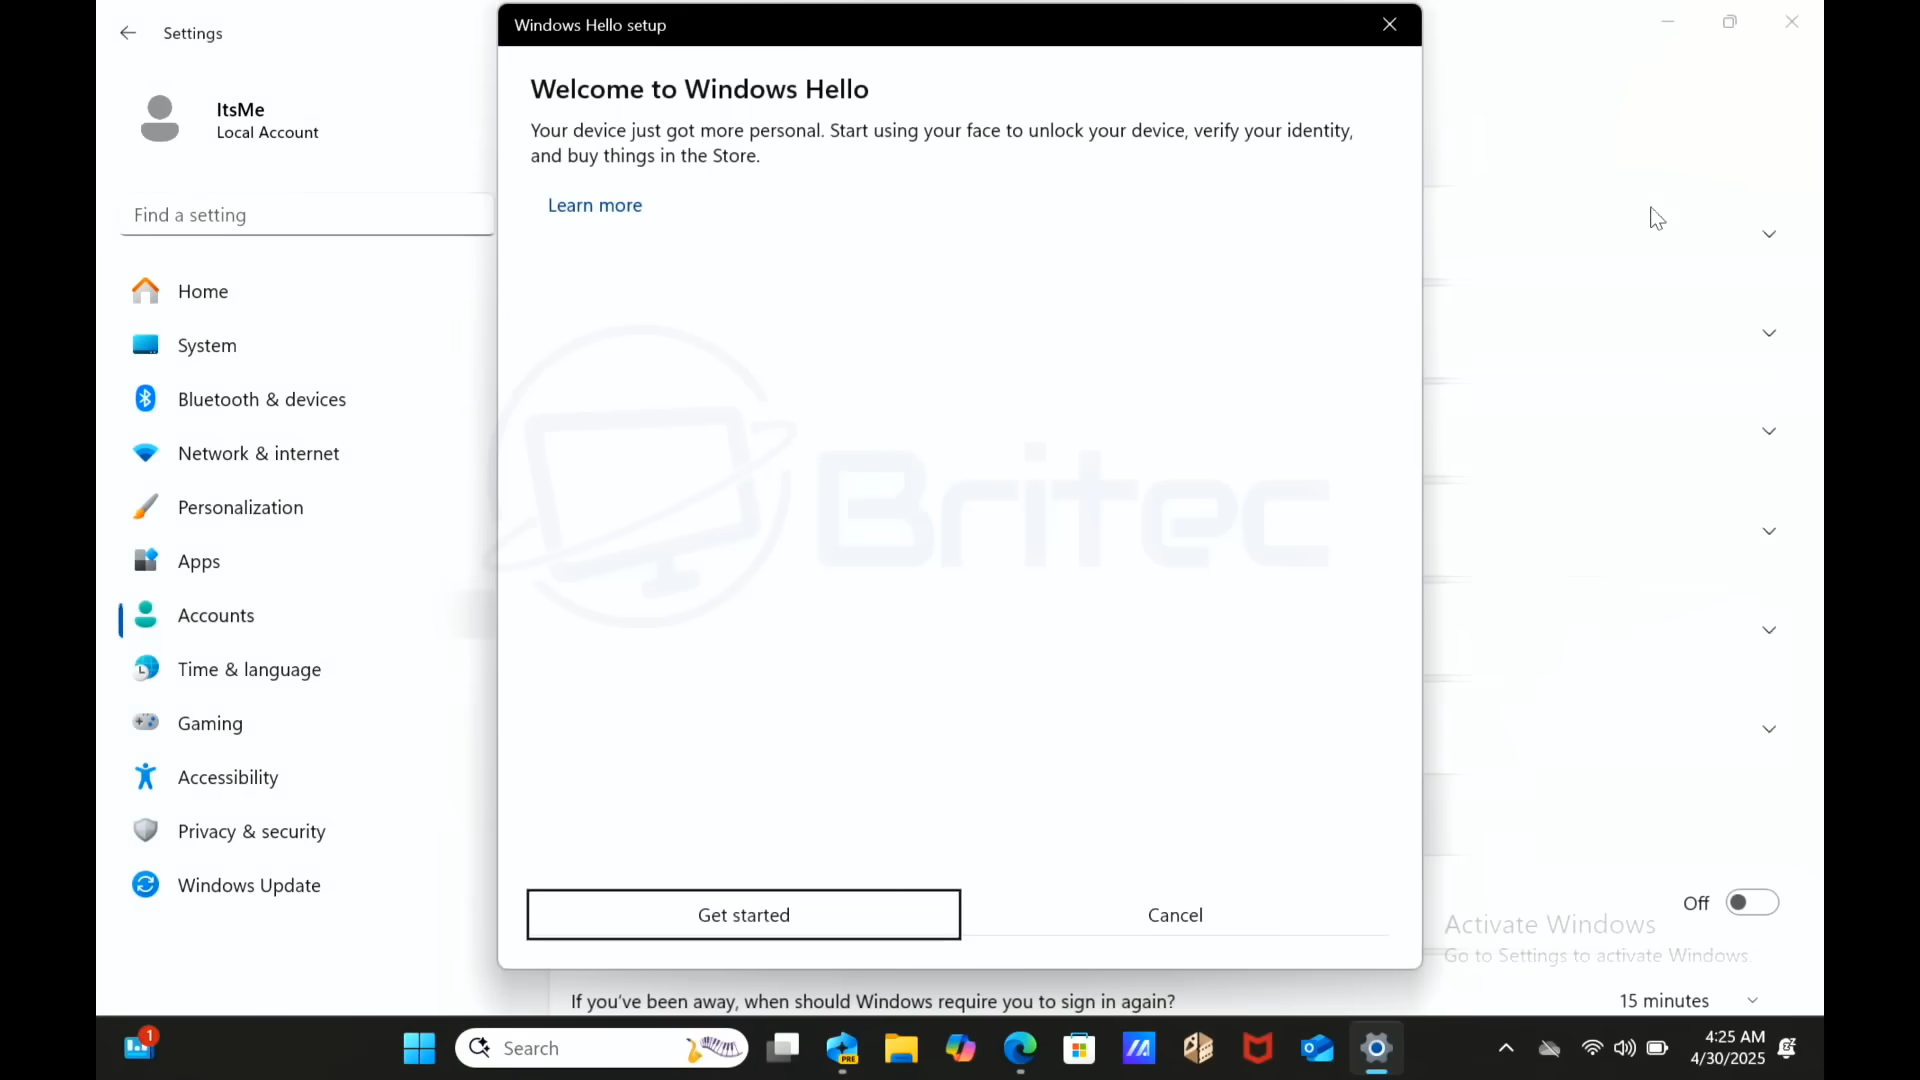 Settings
ItsMe
Local Account
Find a setting
Home
System
Bluetooth & devices
Network & internet
Personalization
Apps
Accounts
Time & language
Gaming
Accessibility
Privacy & security
Windows Update
Windows Hello setup
Welcome to Windows Hello
Your device just got more personal. Start using your face to unlock your device, verify your identity,
and buy things in the Store.
Learn more
Britec
Get started
Cancel
Off
Activate Windows
Go to Settings to activate Windows.
If you've been away, when should Windows require you to sign in again?
15 minutes
1
Search
PRE
4:25 AM
4/30/2025